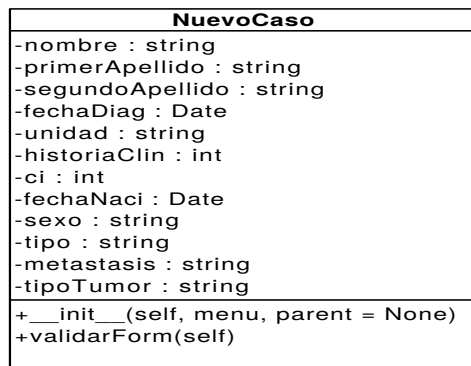 NuevoCaso
-nombre : string
-primerApellido : string
-segundoApellido : string
-fechaDiag : Date
-unidad : string
-historiaClin : int
-ci : int
-fechaNaci : Date
-sexo : string
-tipo : string
-metastasis : string
-tipoTumor : string
+__init__(self, menu, parent = None)
+validarForm(self)